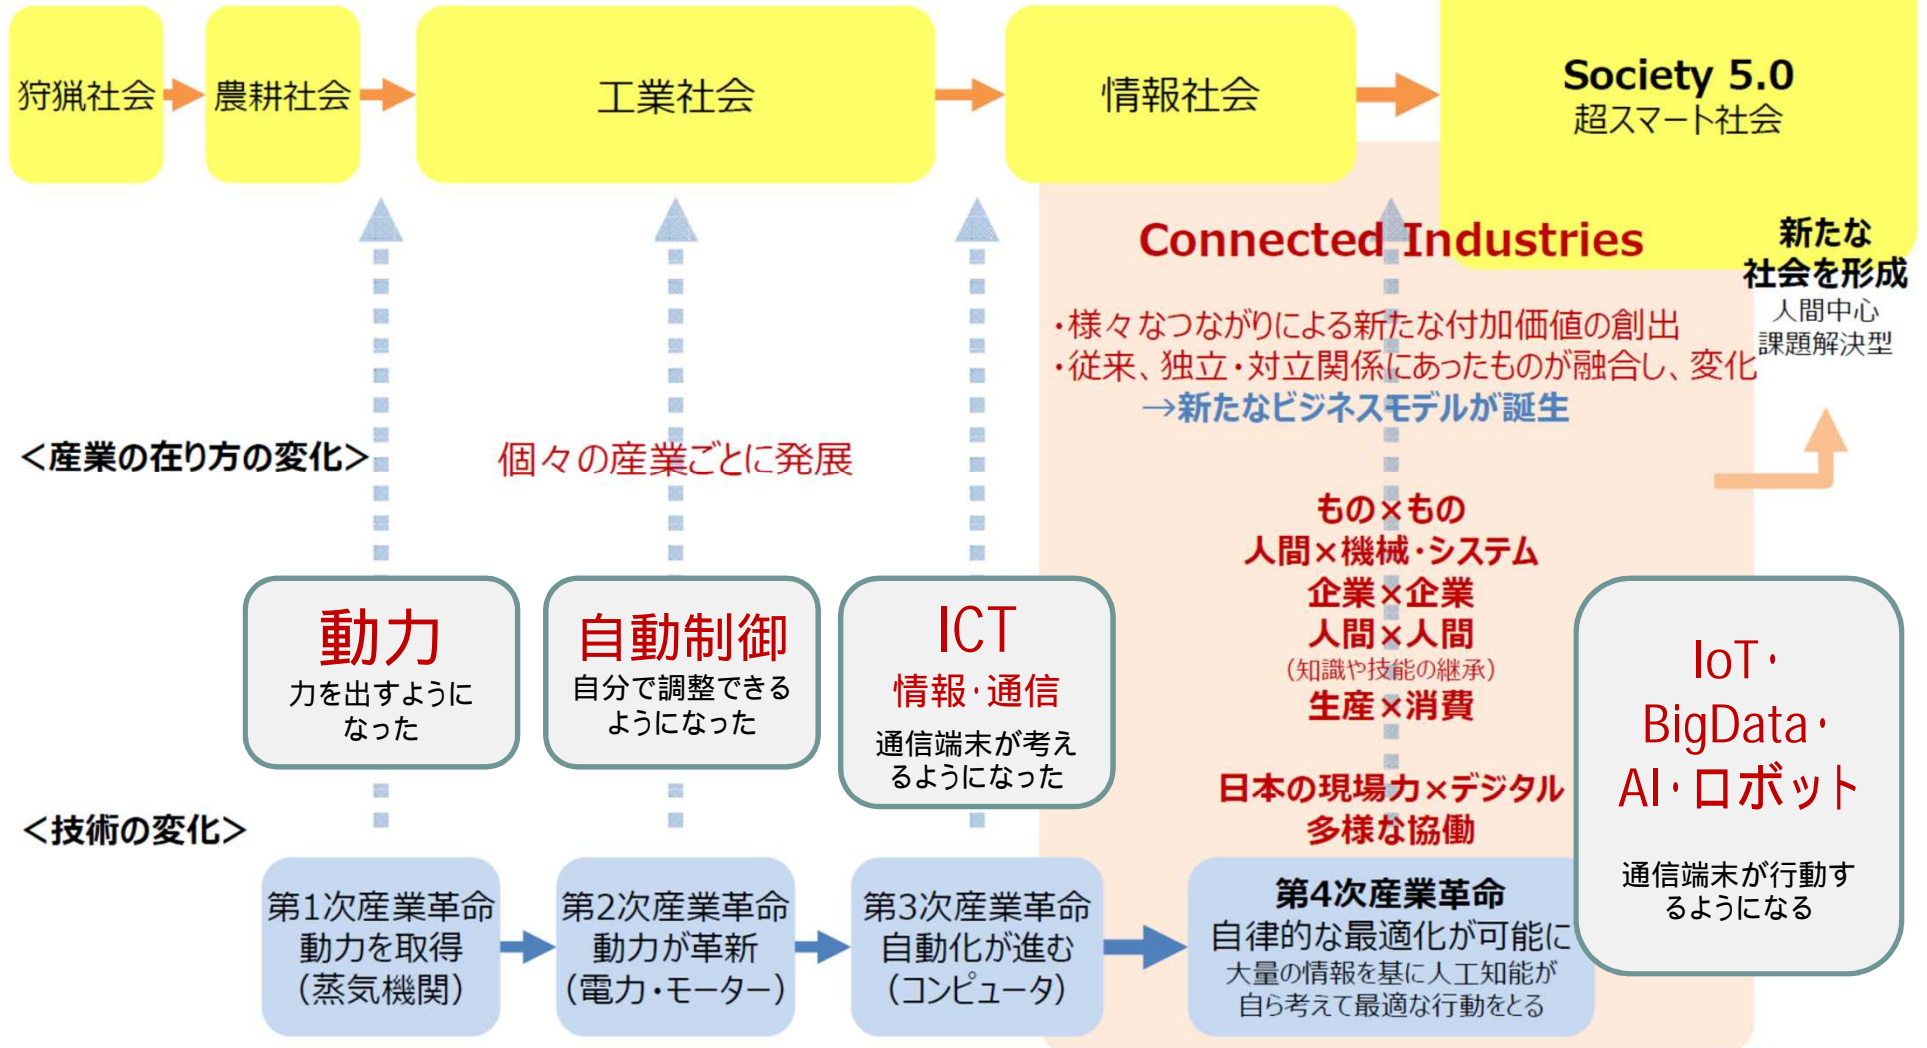 狩猟社会
農耕社会
工業社会
情報社会
Society 5.0
超スマート社会
Connected Industries
・様々なつながりによる新たな付加価値の創出
・従来、独立・対立関係にあったものが融合し、変化
→新たなビジネスモデルが誕生
新たな
社会を形成
人間中心
課題解決型
<産業の在り方の変化>
個々の産業ごとに発展
もの×もの
人間×機械・システム
企業×企業
人間×人間
(知識や技能の継承)
生産×消費
日本の現場力×デジタル
多様な協働
動力
力を出すように
なった
自動制御
自分で調整できる
ようになった
ICT
情報・通信
通信端末が考え
るようになった
IoT・
BigData・
AI・ロボット
通信端末が行動す
るようになる
<技術の変化>
第1次産業革命
動力を取得
(蒸気機関)
第2次産業革命
動力が革新
(電力・モーター)
第3次産業革命
自動化が進む
(コンピュータ)
第4次産業革命
自律的な最適化が可能に
大量の情報を基に人工知能が
自ら考えて最適な行動をとる